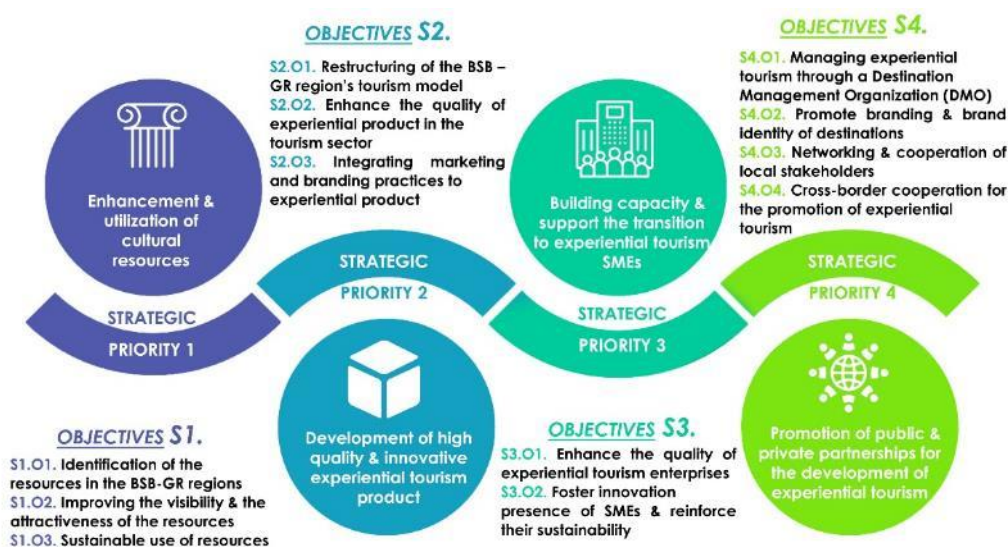 Enhancement &
utilization of
cultural
resources
STRATEGIC
PRIORITY 1
OBJECTIVES S1.
S1.O1. Identification of the
resources in the BSB-GR regions
S1.O2. Improving the visibility & the
attractiveness of the resources
S1.O3. Sustainable use of resources
OBJECTIVES S2.
S2.O1. Restructuring of the BSB –
GR region's tourism model
S2.O2. Enhance the quality of
experiential product in the
tourism sector
S2.O3. Integrating marketing
and branding practices to
experiential product
STRATEGIC
PRIORITY 2
Development of high
quality & innovative
experiential tourism
product
Building capacity &
support the transition
to experiential tourism
SMEs
STRATEGIC
PRIORITY 3
OBJECTIVES S3.
S3.O1. Enhance the quality of
experiential tourism enterprises
S3.O2. Foster innovation
presence of SMEs & reinforce
their sustainability
OBJECTIVES S4.
S4.O1. Managing experiential
tourism through a Destination
Management Organization (DMO)
S4.O2. Promote branding & brand
identity of destinations
S4.O3. Networking & cooperation of
local stakeholders
S4.O4. Cross-border cooperation for
the promotion of experiential
tourism
STRATEGIC
PRIORITY 4
Promotion of public &
private partnerships for
the development of
experiential tourism